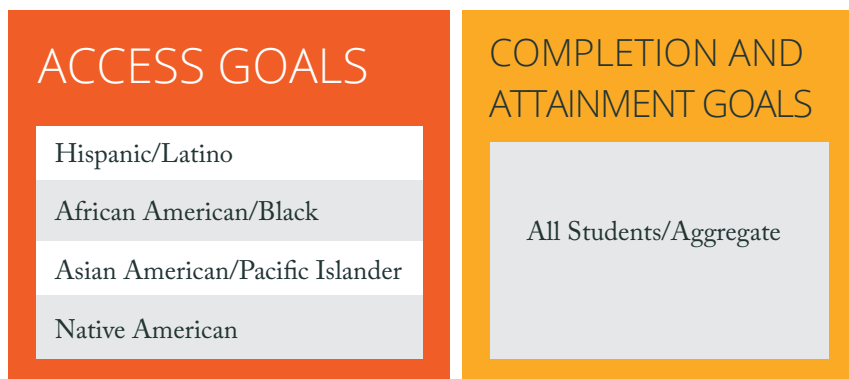 ACCESS GOALS
Hispanic/Latino
African American/Black
Asian American/Pacific Islander
Native American
COMPLETION AND
ATTAINMENT GOALS
All Students/Aggregate